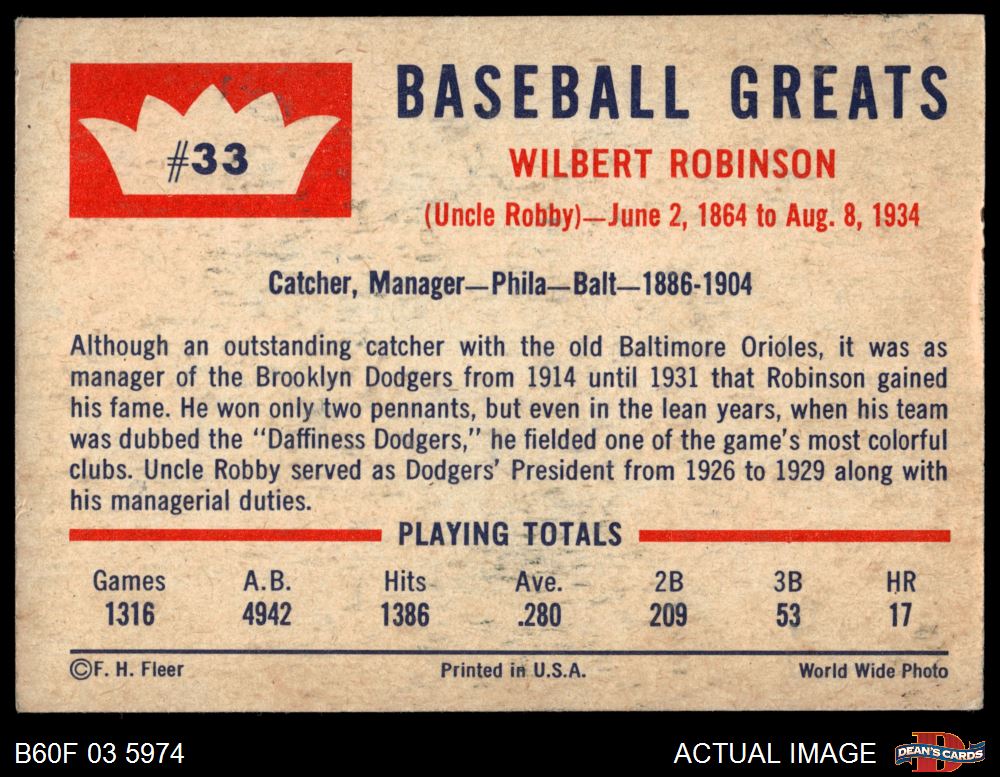 #33
BASEBALL GREATS
WILBERT ROBINSON
(Uncle Robby)—June 2, 1864 to Aug. 8, 1934
Catcher, Manager—Phila—Balt—1886-1904
Although an outstanding catcher with the old Baltimore Orioles, it was as
manager of the Brooklyn Dodgers from 1914 until 1931 that Robinson gained
his fame. He won only two pennants, but even in the lean years, when his team
was dubbed the "Daffiness Dodgers," he fielded one of the game's most colorful
clubs. Uncle Robby served as Dodgers' President from 1926 to 1929 along with
his managerial duties.
PLAYING TOTALS
Games A.B. Hits Ave. 2B 3B HR
1316 4942 1386 .280 209 53 17
©F. H. Fleer Printed in U.S.A. World Wide Photo
B60F 03 5974 ACTUAL IMAGE DEAN'S CARDS